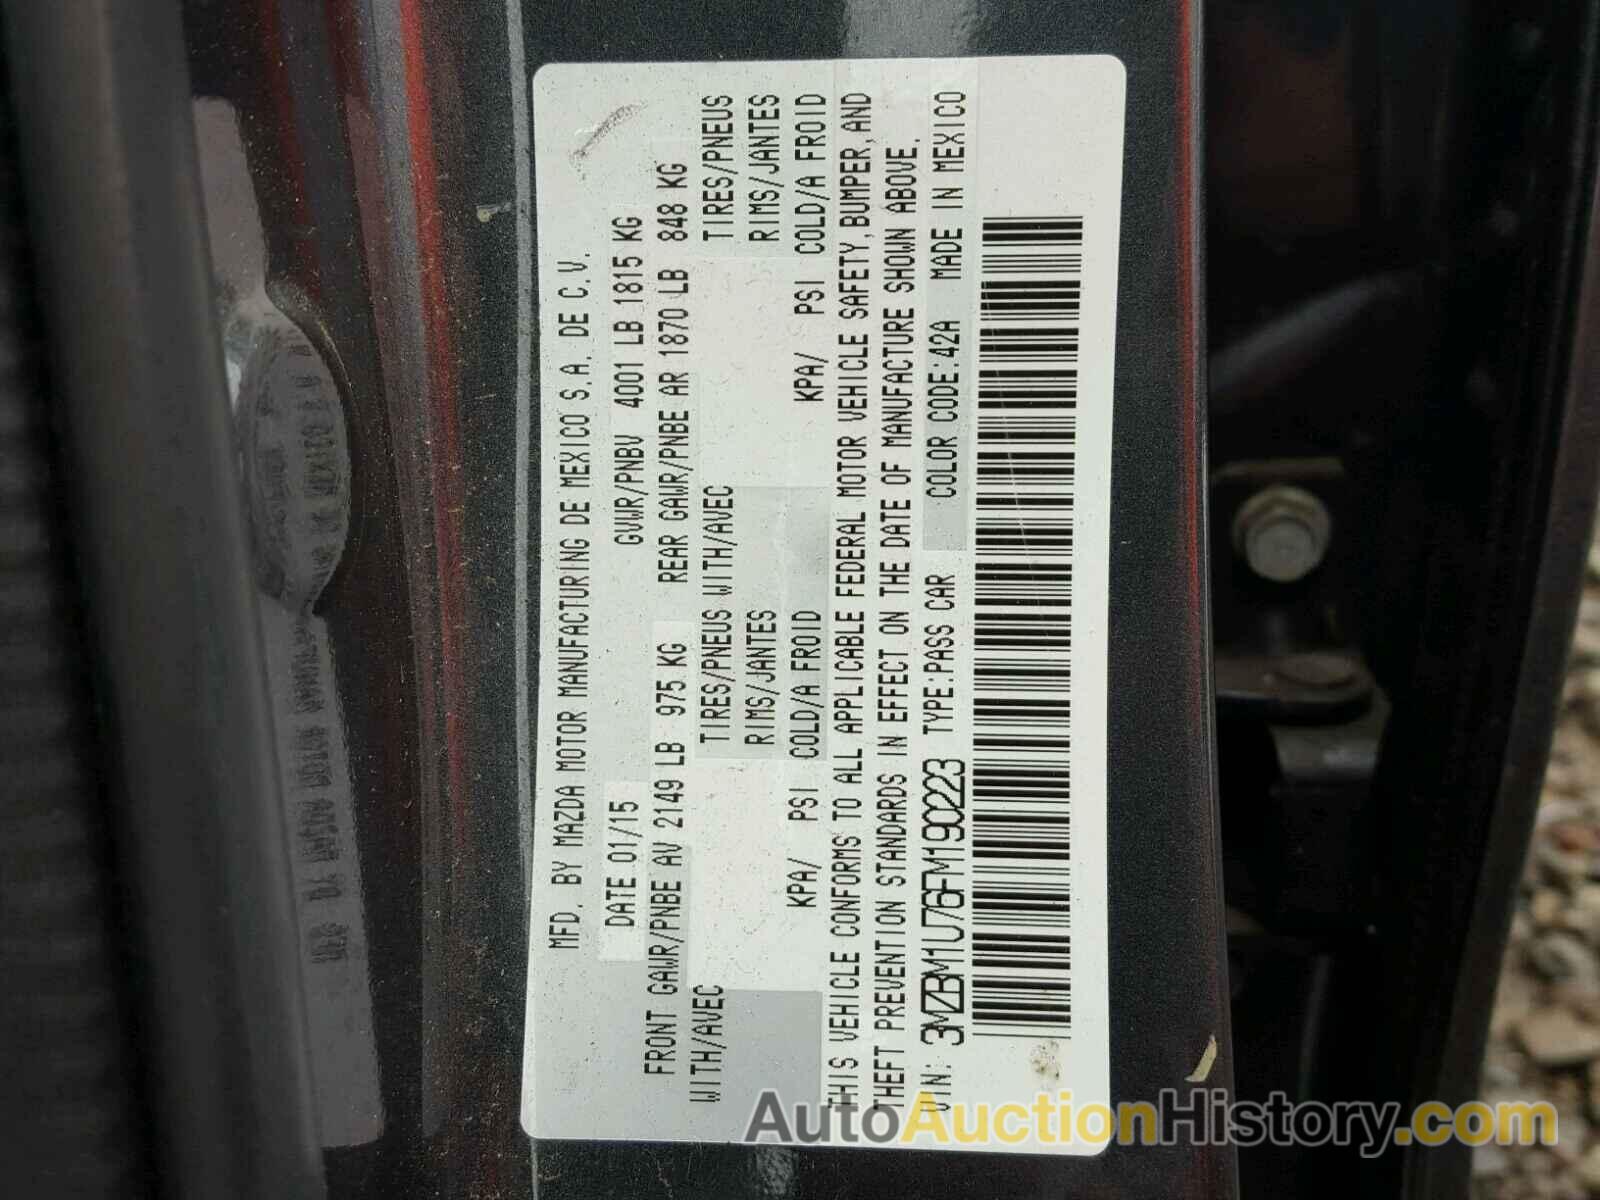 MFD. BY MAZDA MOTOR MANUFACTURING DE MEXICO S.A. DE C.V.
DATE 01/15 GVWR/PNBV 4001 LB 1815 KG
FRONT GAWR/PNBE AV 2149 LB 975 KG REAR GAWR/PNBE AR 1870 LB 848 KG
WITH/AVEC TIRES/PNEUS WITH/AVEC TIRES/PNEUS
RIMS/JANTES RIMS/JANTES
KPA/ PSI COLD/A FROID KPA/ PSI COLD/A FROID
THIS VEHICLE CONFORMS TO ALL APPLICABLE FEDERAL MOTOR VEHICLE SAFETY, BUMPER, AND
THEFT PREVENTION STANDARDS IN EFFECT ON THE DATE OF MANUFACTURE SHOWN ABOVE.
VIN: 3MZBM1U76FM190223 TYPE:PASS CAR COLOR CODE:42A MADE IN MEXICO
AutoAuctionHistory.com